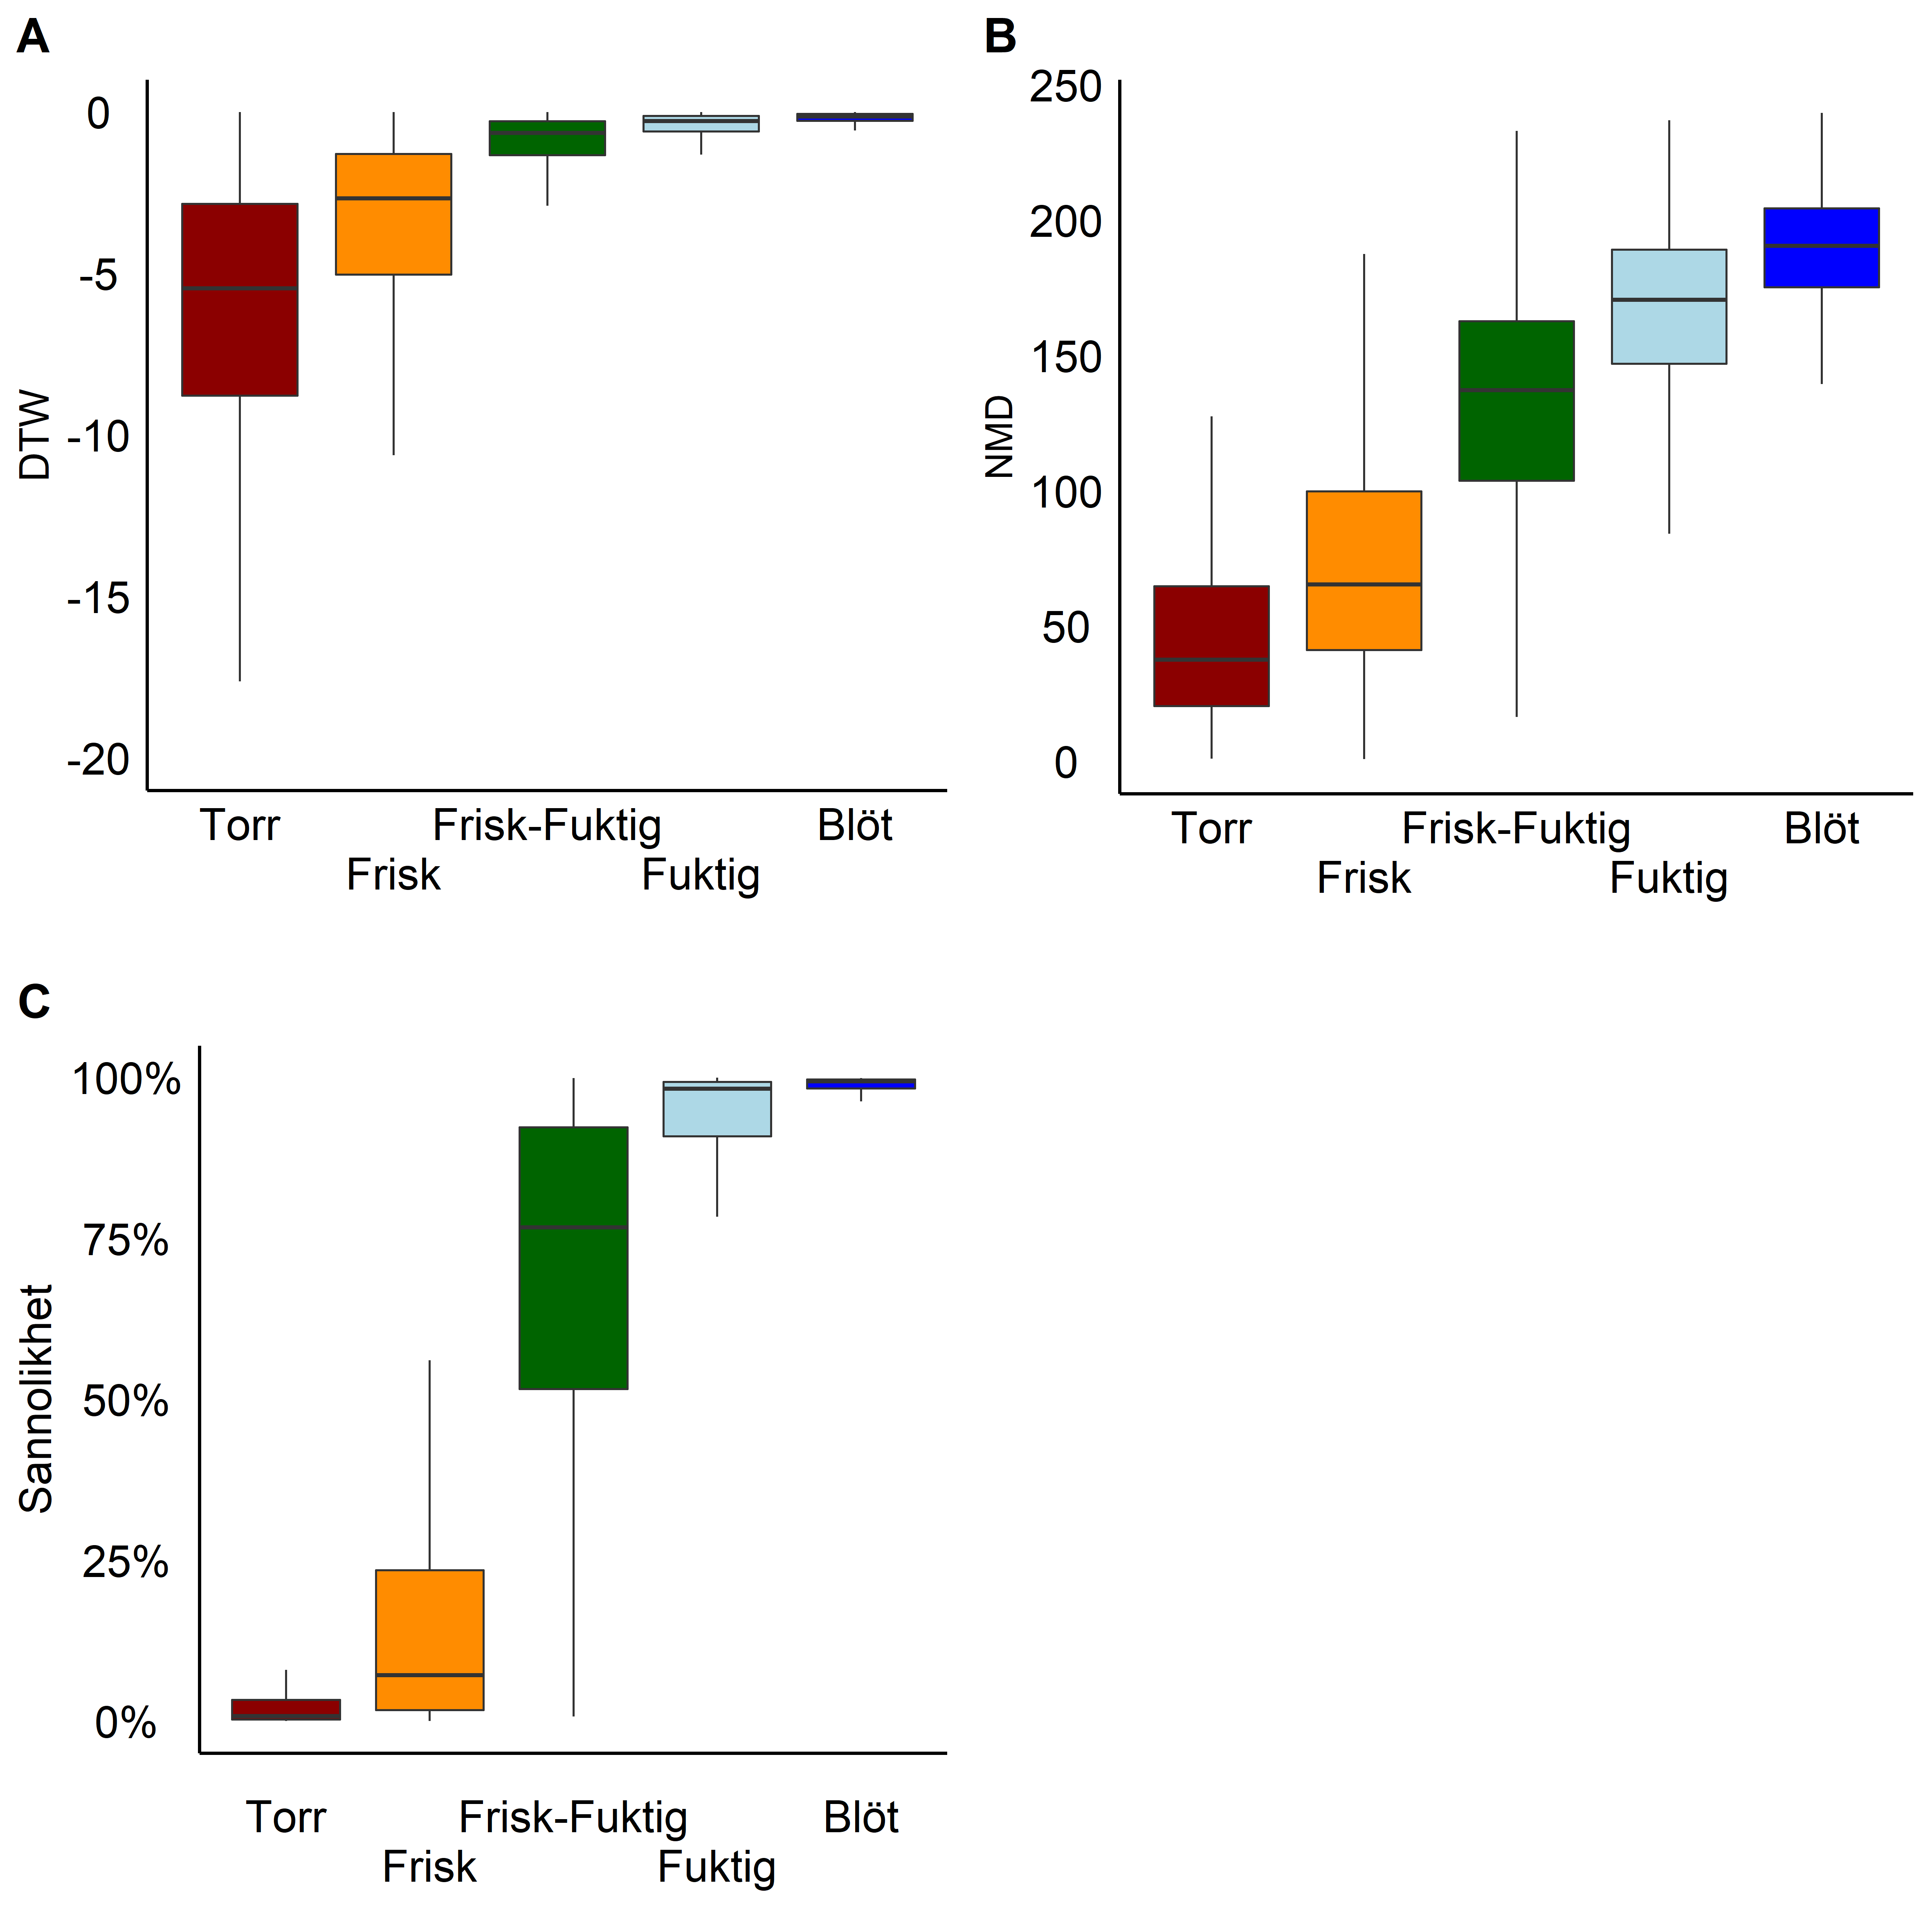 A
0
-5
-10
-15
-20
DTW
Torr
Frisk-Fuktig
Blöt
Frisk
Fuktig
B
250
200
150
100
50
0
NMD
Torr
Frisk-Fuktig
Blöt
Frisk
Fuktig
C
100%
75%
50%
25%
0%
Sannolikhet
Torr
Frisk-Fuktig
Blöt
Frisk
Fuktig